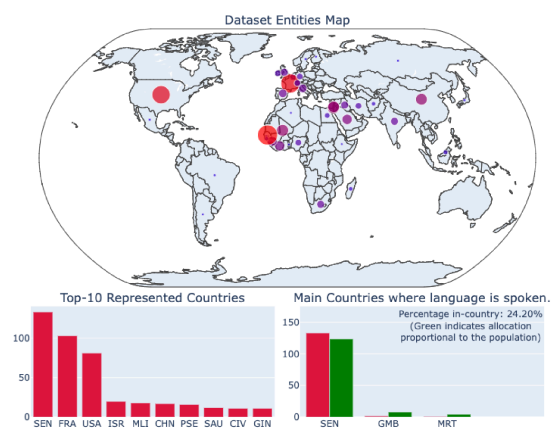 Dataset Entities Map
Top-10 Represented Countries
100
50
0
SEN FRA USA ISR MLI CHN PSE SAU CIV GIN
Main Countries where language is spoken.
Percentage in-country: 24.20%
(Green indicates allocation
proportional to the population)
150
100
50
0
SEN GMB MRT